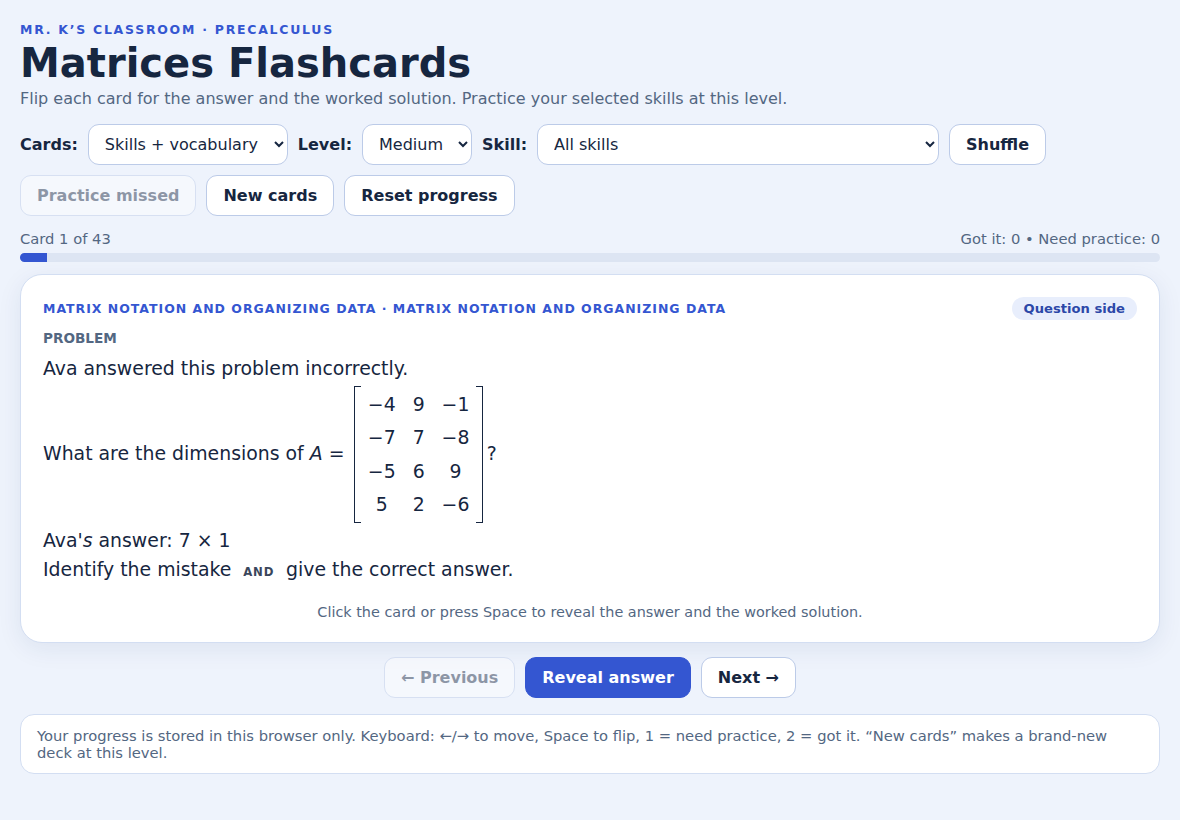 MR. K’S CLASSROOM · PRECALCULUS
Matrices Flashcards
Flip each card for the answer and the worked solution. Practice your selected skills at this level.
Cards: Skills + vocabulary Level: Medium Skill: All skills Shuffle
Practice missed New cards Reset progress
Card 1 of 43 Got it: 0 • Need practice: 0
MATRIX NOTATION AND ORGANIZING DATA · MATRIX NOTATION AND ORGANIZING DATA Question side
PROBLEM
Ava answered this problem incorrectly.
What are the dimensions of A = [
−4 9 −1
−7 7 −8
−5 6 9
5 2 −6
] ?
Ava's answer: 7 × 1
Identify the mistake AND give the correct answer.
Click the card or press Space to reveal the answer and the worked solution.
← Previous Reveal answer Next →
Your progress is stored in this browser only. Keyboard: ←/→ to move, Space to flip, 1 = need practice, 2 = got it. “New cards” makes a brand-new
deck at this level.